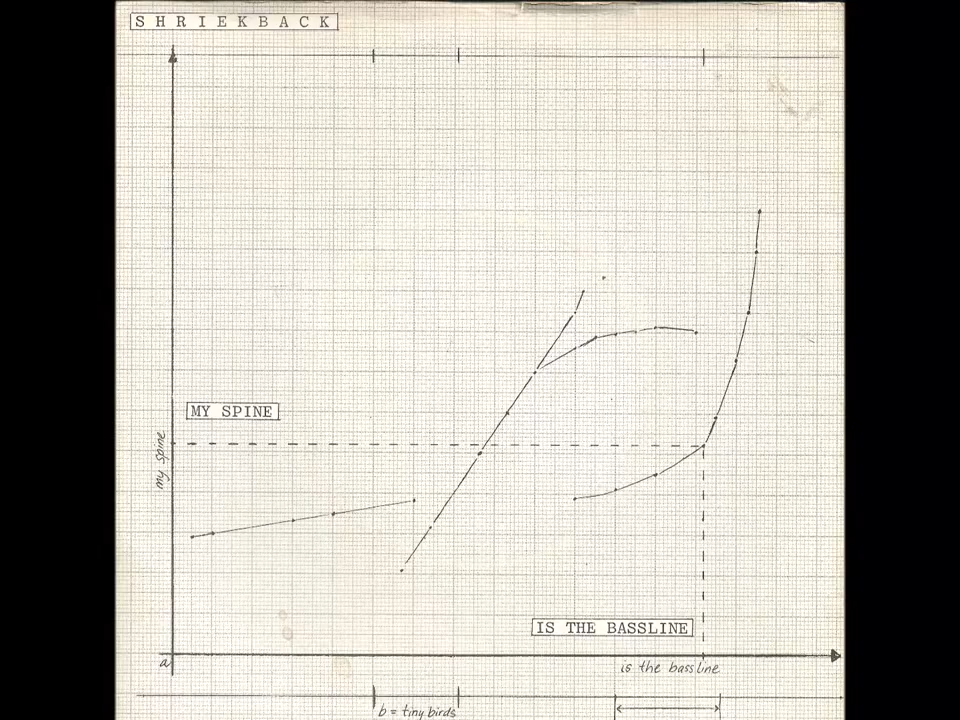 SHRIEKBACK
MY SPINE
my spine
IS THE BASSLINE
a
is the bassline
b = tiny birds